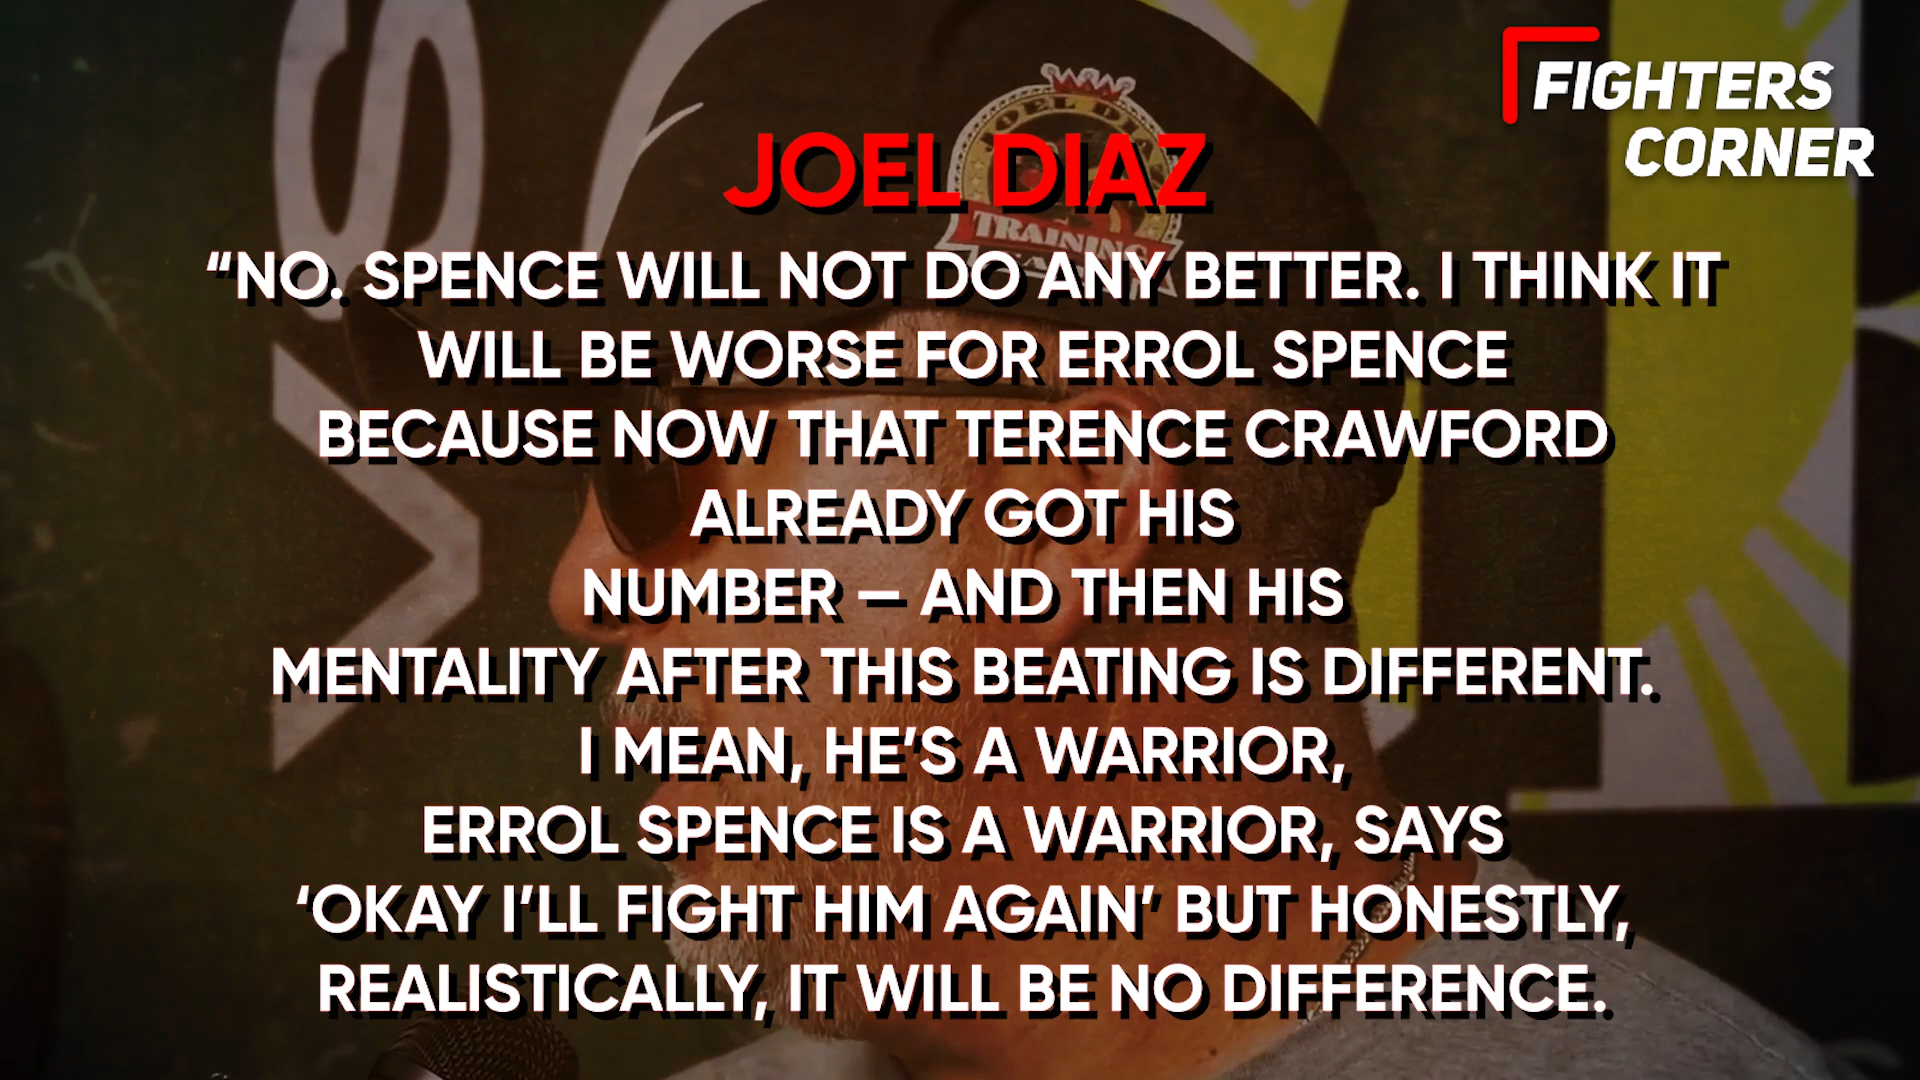 FIGHTERS
CORNER
JOEL DIAZ
TRAINING
“NO. SPENCE WILL NOT DO ANY BETTER. I THINK IT
WILL BE WORSE FOR ERROL SPENCE
BECAUSE NOW THAT TERENCE CRAWFORD
ALREADY GOT HIS
NUMBER — AND THEN HIS
MENTALITY AFTER THIS BEATING IS DIFFERENT.
I MEAN, HE’S A WARRIOR,
ERROL SPENCE IS A WARRIOR, SAYS
‘OKAY I’LL FIGHT HIM AGAIN’ BUT HONESTLY,
REALISTICALLY, IT WILL BE NO DIFFERENCE.